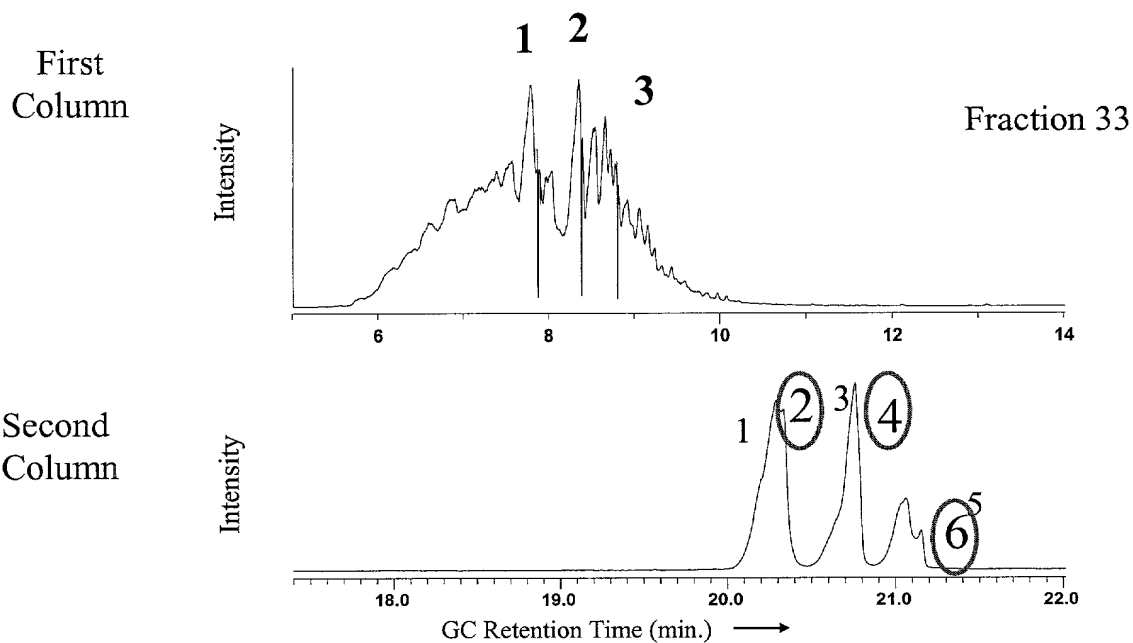 1 2 3
First
Column
Intensity
Fraction 33
6 8 10 12 14
Second
Column
Intensity
1 2 3 4 5 6
18.0 19.0 20.0 21.0 22.0
GC Retention Time (min.)